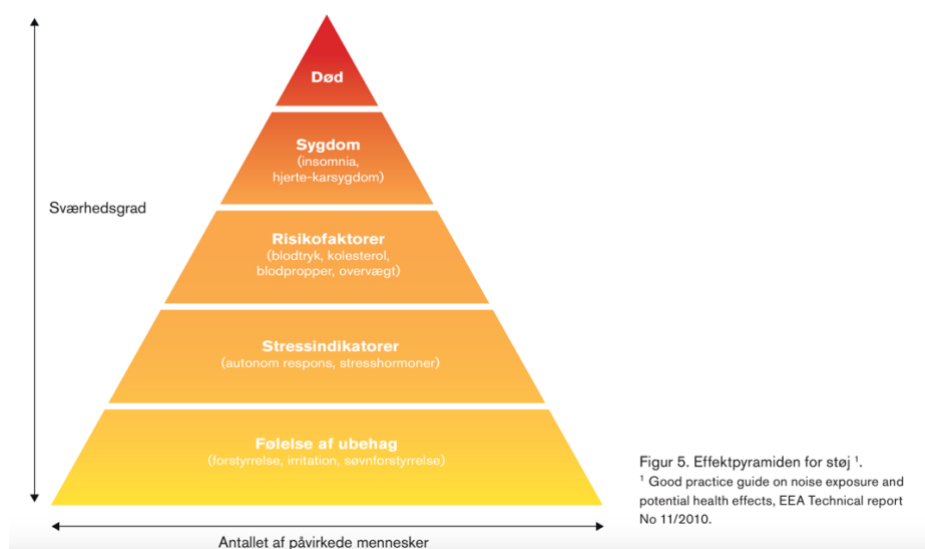 Død
Sygdom
(insomnia,
hjerte-karsygdom)
Sværhedsgrad
Risikofaktorer
(blodtryk, kolesterol,
blodpropper, overvægt)
Stressindikatorer
(autonom respons, stresshormoner)
Følelse af ubehag
(forstyrrelse, irritation, søvnforstyrrelse)
Antallet af påvirkede mennesker
Figur 5. Effektpyramiden for støj ¹.
¹ Good practice guide on noise exposure and
potential health effects, EEA Technical report
No 11/2010.